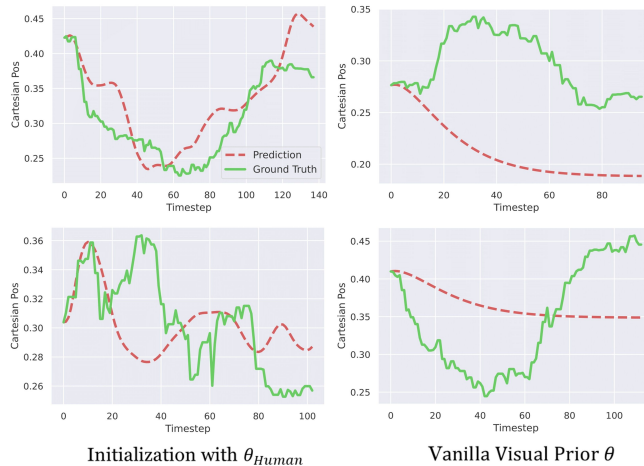 0.45
0.40
0.35
0.30
0.25
Cartesian Pos
Prediction
Ground Truth
0 20 40 60 80 100 120 140
Timestep
0.35
0.30
0.25
0.20
Cartesian Pos
0 20 40 60 80
Timestep
0.36
0.34
0.32
0.30
0.28
0.26
Cartesian Pos
0 20 40 60 80 100
Timestep
0.45
0.40
0.35
0.30
0.25
Cartesian Pos
0 20 40 60 80 100
Timestep
Initialization with θ_Human
Vanilla Visual Prior θ